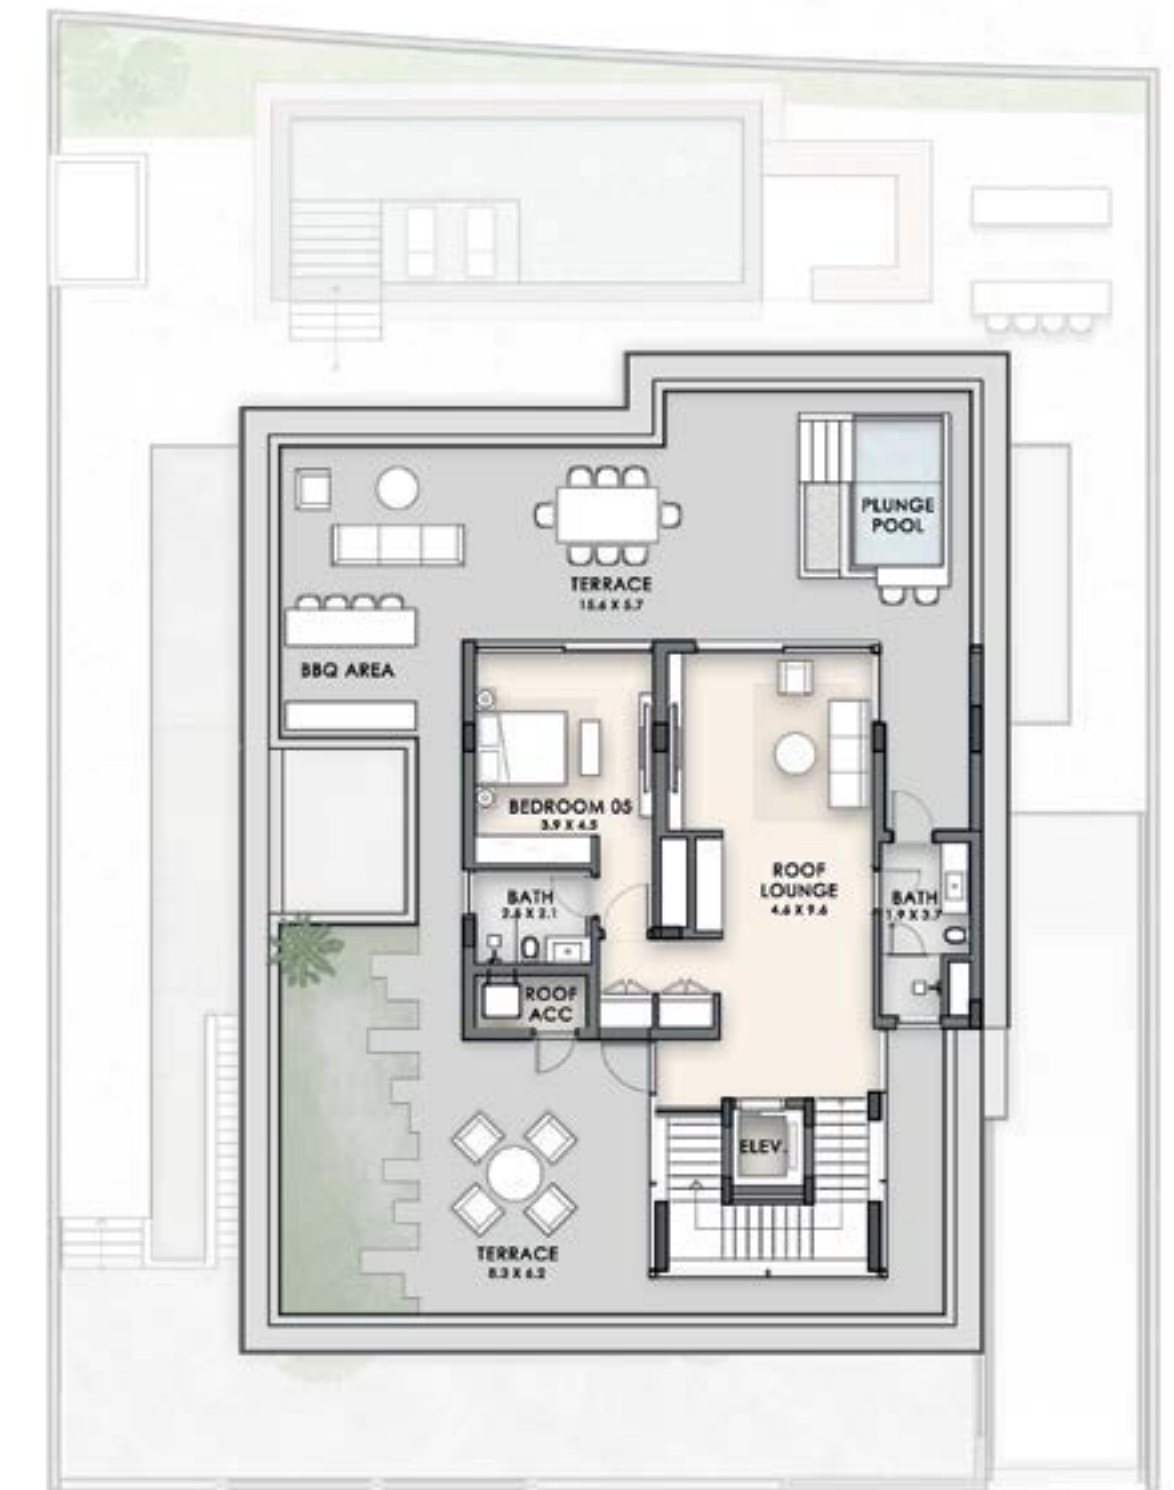 PLUNGE
POOL
TERRACE
15.6 X 5.7
BBQ AREA
BEDROOM 05
3.9 X 4.5
ROOF
LOUNGE
4.6 X 9.6
BATH
2.6 X 2.1
BATH
1.9 X 3.7
ROOF
ACC
ELEV.
TERRACE
8.3 X 6.2